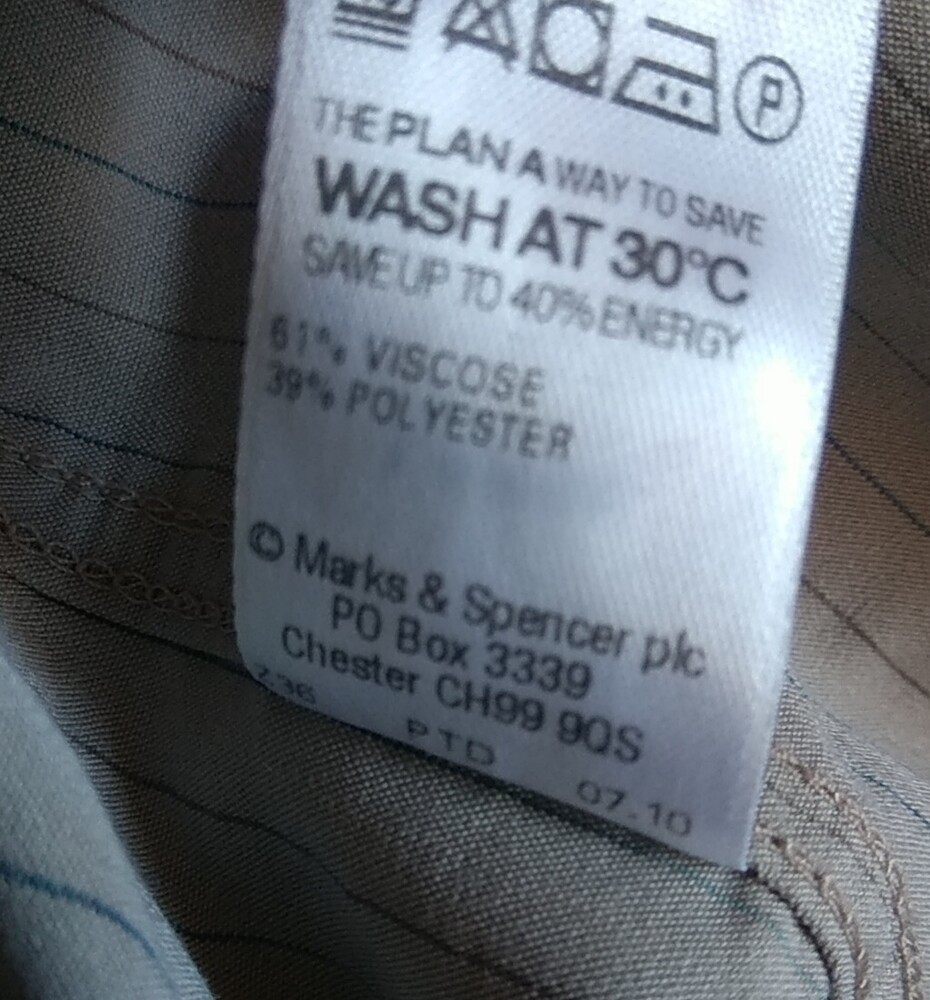 P
THE PLAN A WAY TO SAVE
WASH AT 30°C
SAVE UP TO 40% ENERGY
61% VISCOSE
39% POLYESTER
© Marks & Spencer plc
PO Box 3339
Chester CH99 9QS
PTO
07.10